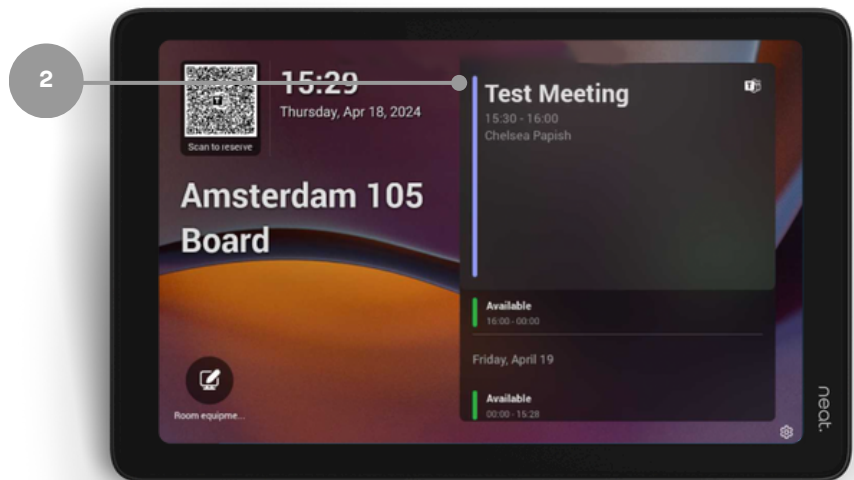 2
15:29
Thursday, Apr 18, 2024
Scan to reserve
Amsterdam 105
Board
Room equipme...
Test Meeting
15:30 - 16:00
Chelsea Papish
Available
16:00 - 00:00
Friday, April 19
Available
00:00 - 15:28
neat.